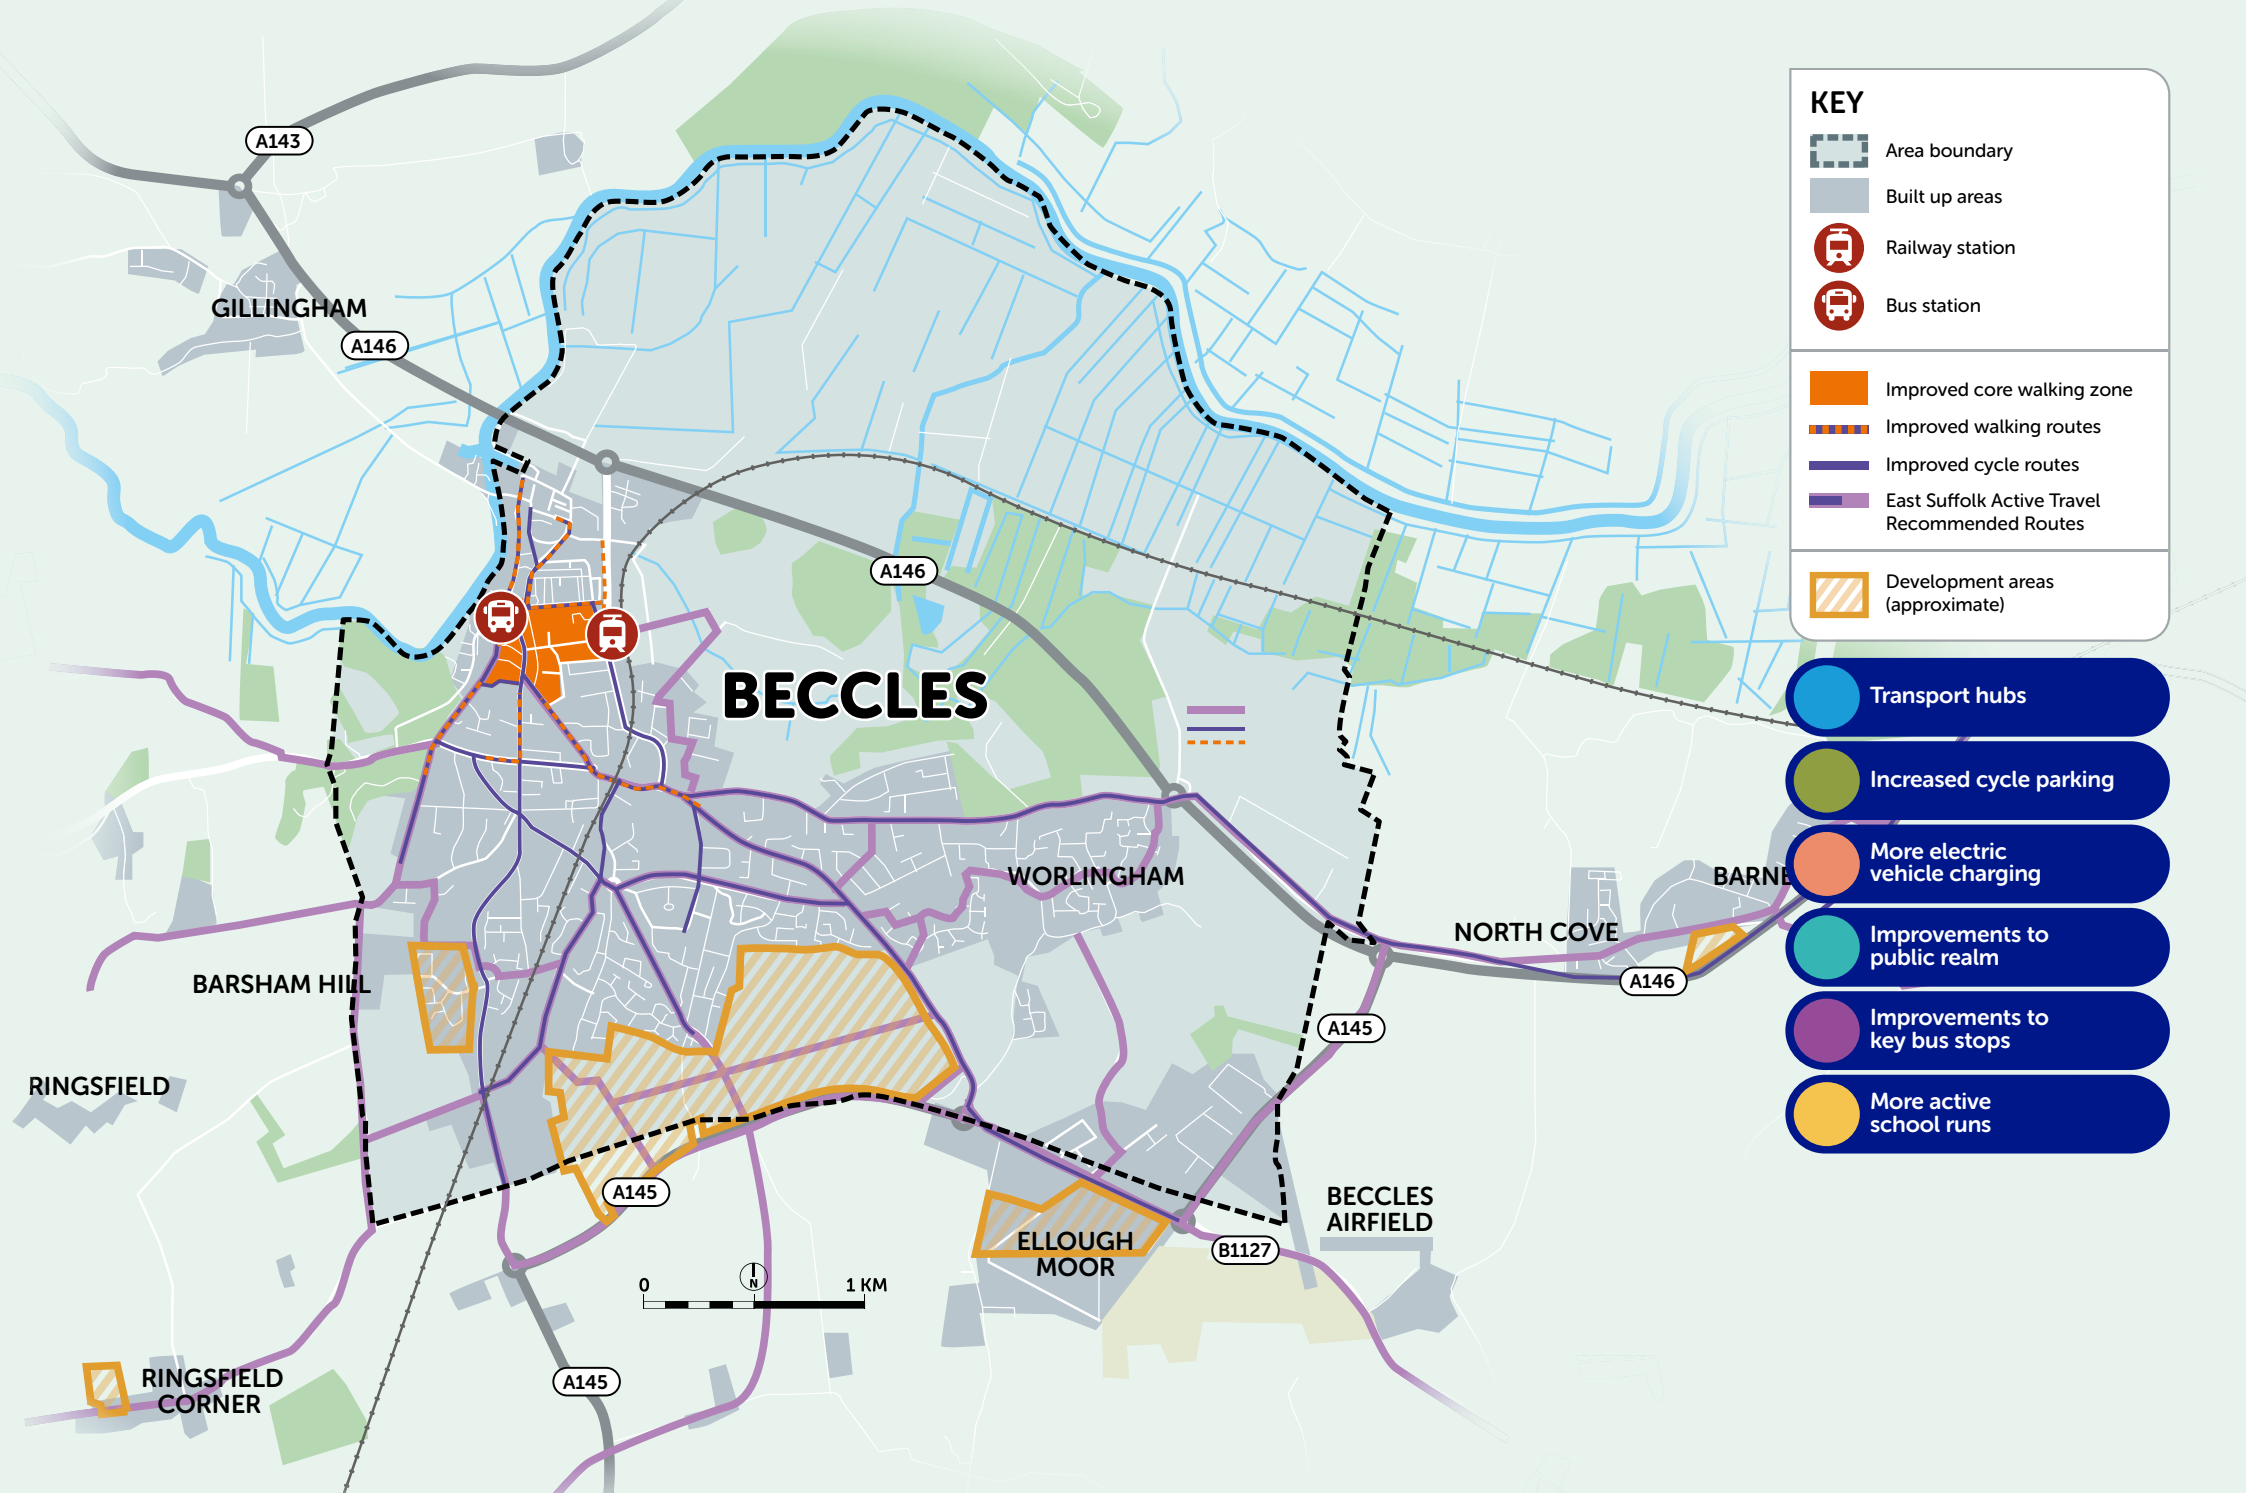 A143
GILLINGHAM
A146
A146
BECCLES
WORLINGHAM
NORTH COVE
BARNE
A146
A145
BARSHAM HILL
RINGSFIELD
A145
BECCLES
AIRFIELD
ELLOUGH
MOOR
B1127
0
N
1 KM
RINGSFIELD
CORNER
A145
KEY
Area boundary
Built up areas
Railway station
Bus station
Improved core walking zone
Improved walking routes
Improved cycle routes
East Suffolk Active Travel
Recommended Routes
Development areas
(approximate)
Transport hubs
Increased cycle parking
More electric
vehicle charging
Improvements to
public realm
Improvements to
key bus stops
More active
school runs